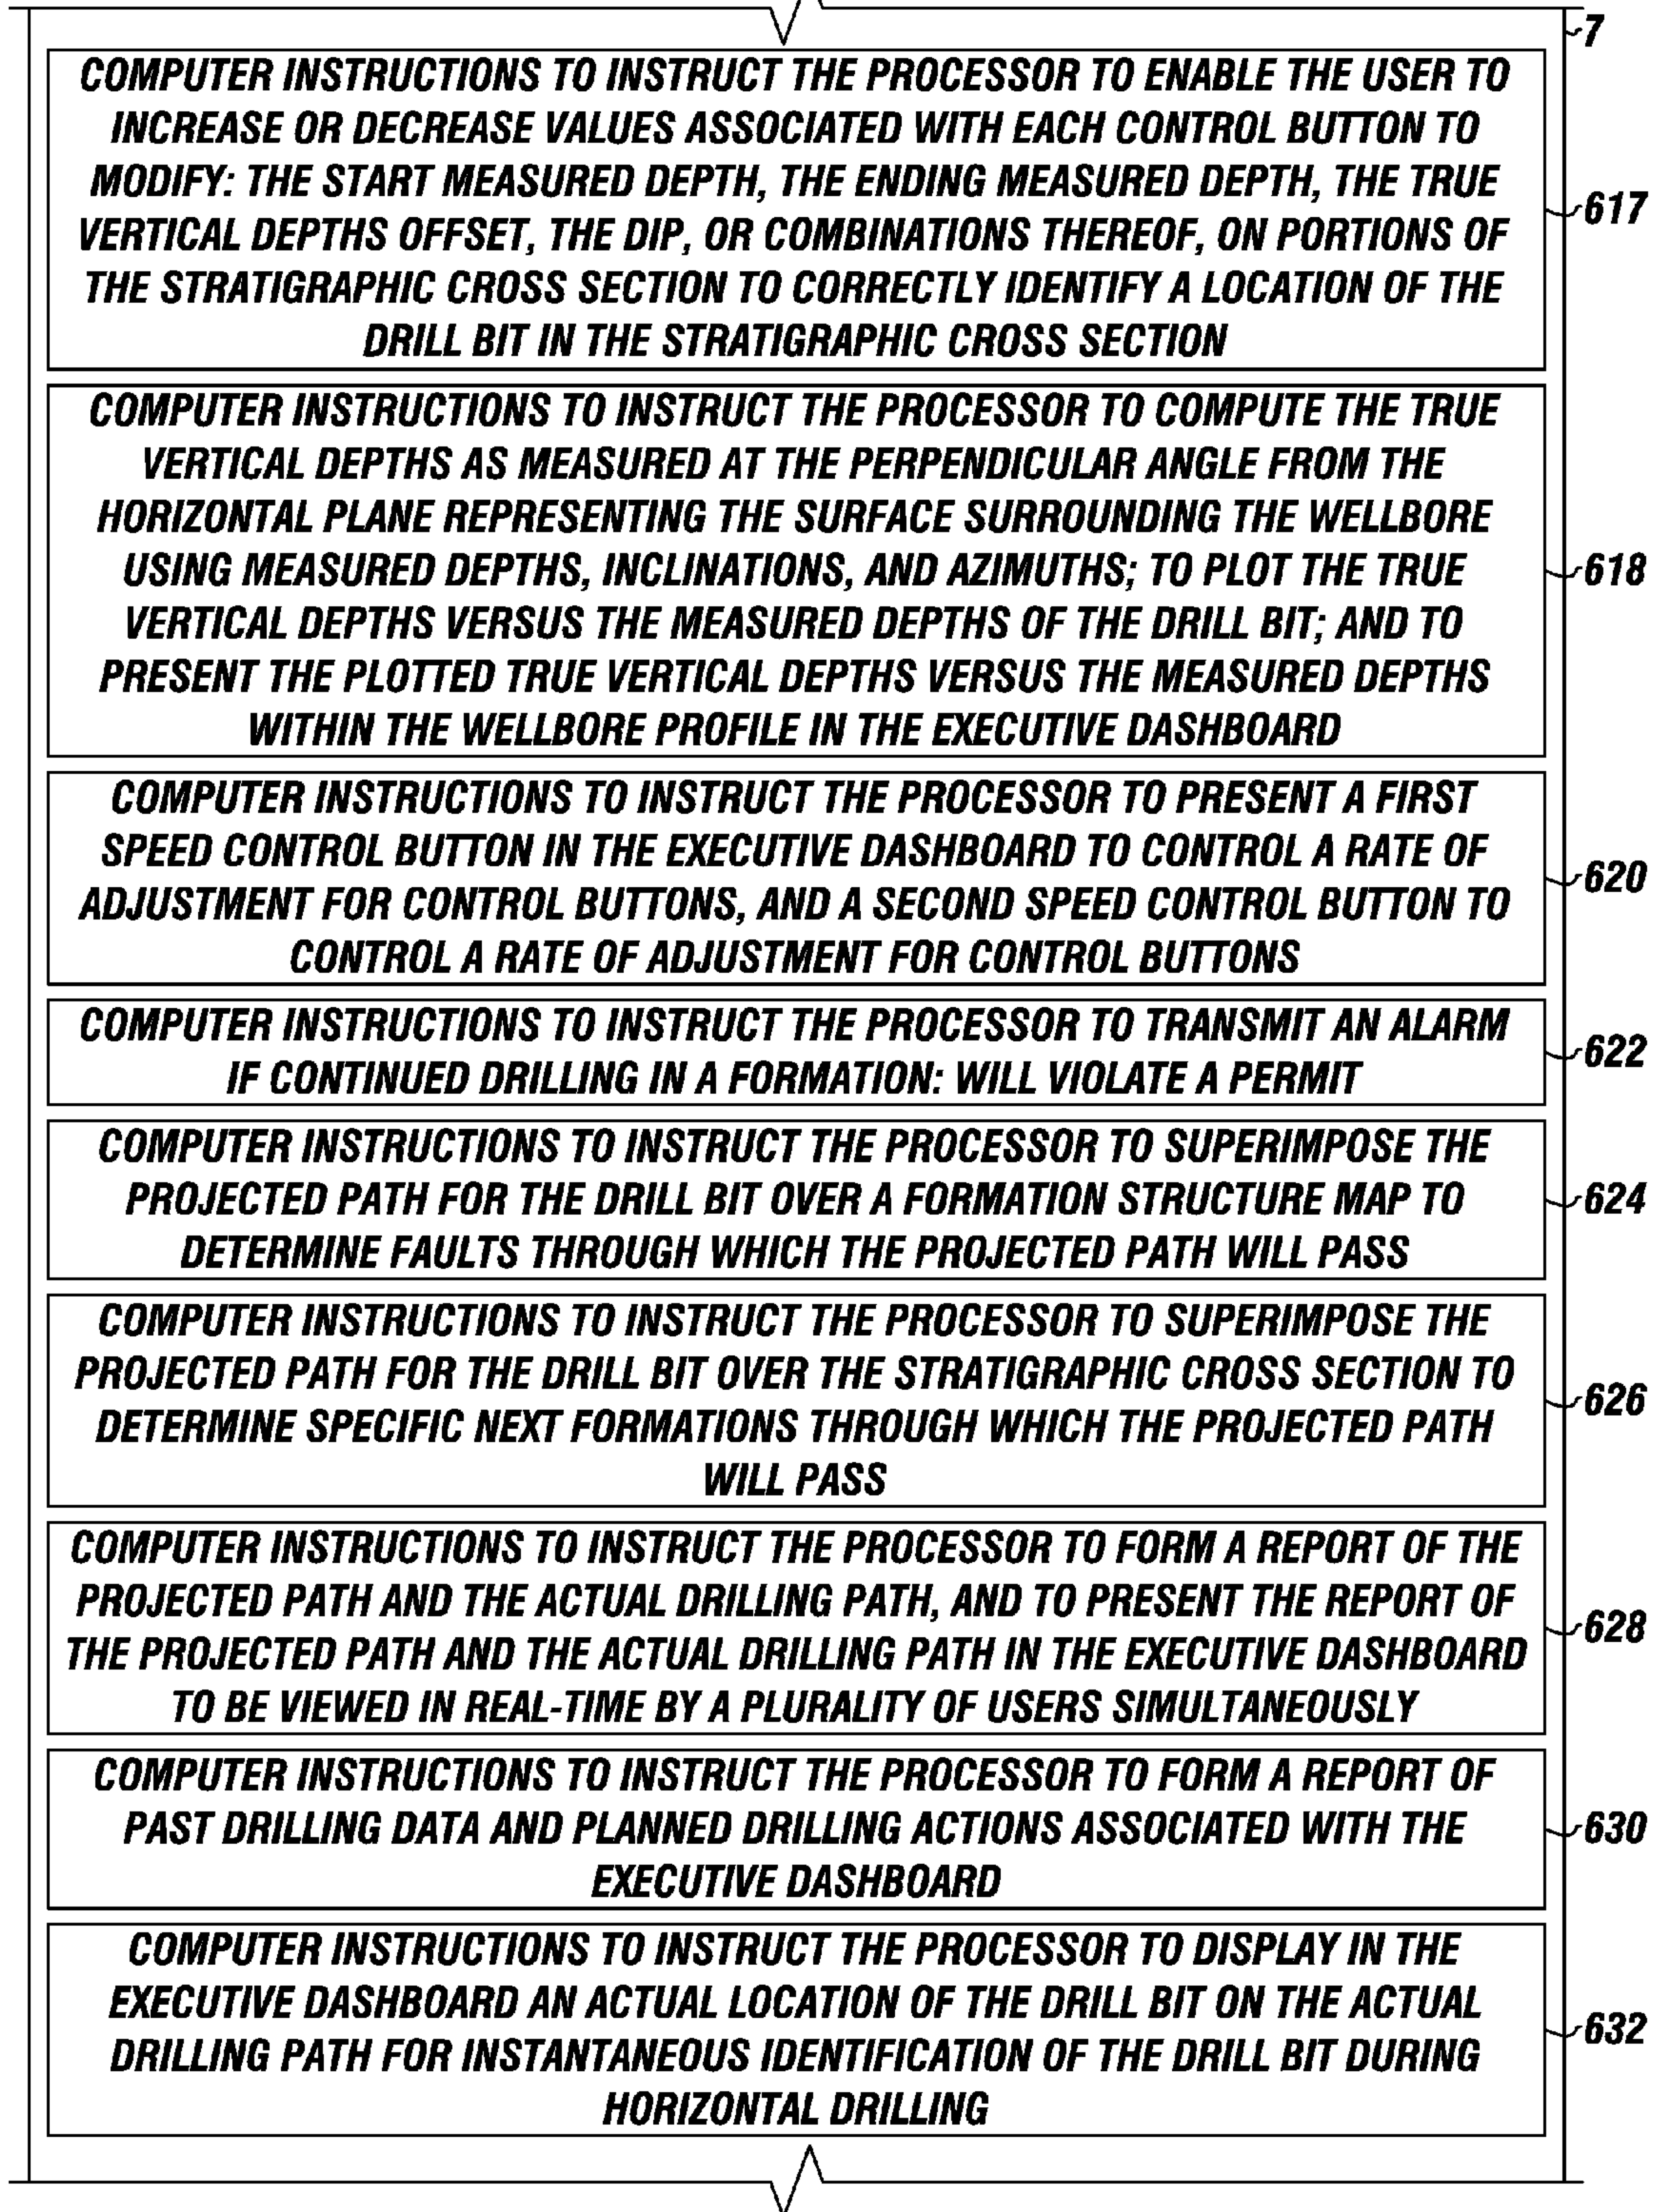 7
COMPUTER INSTRUCTIONS TO INSTRUCT THE PROCESSOR TO ENABLE THE USER TO
INCREASE OR DECREASE VALUES ASSOCIATED WITH EACH CONTROL BUTTON TO
MODIFY: THE START MEASURED DEPTH, THE ENDING MEASURED DEPTH, THE TRUE
VERTICAL DEPTHS OFFSET, THE DIP, OR COMBINATIONS THEREOF, ON PORTIONS OF
THE STRATIGRAPHIC CROSS SECTION TO CORRECTLY IDENTIFY A LOCATION OF THE
DRILL BIT IN THE STRATIGRAPHIC CROSS SECTION
617
COMPUTER INSTRUCTIONS TO INSTRUCT THE PROCESSOR TO COMPUTE THE TRUE
VERTICAL DEPTHS AS MEASURED AT THE PERPENDICULAR ANGLE FROM THE
HORIZONTAL PLANE REPRESENTING THE SURFACE SURROUNDING THE WELLBORE
USING MEASURED DEPTHS, INCLINATIONS, AND AZIMUTHS; TO PLOT THE TRUE
VERTICAL DEPTHS VERSUS THE MEASURED DEPTHS OF THE DRILL BIT; AND TO
PRESENT THE PLOTTED TRUE VERTICAL DEPTHS VERSUS THE MEASURED DEPTHS
WITHIN THE WELLBORE PROFILE IN THE EXECUTIVE DASHBOARD
618
COMPUTER INSTRUCTIONS TO INSTRUCT THE PROCESSOR TO PRESENT A FIRST
SPEED CONTROL BUTTON IN THE EXECUTIVE DASHBOARD TO CONTROL A RATE OF
ADJUSTMENT FOR CONTROL BUTTONS, AND A SECOND SPEED CONTROL BUTTON TO
CONTROL A RATE OF ADJUSTMENT FOR CONTROL BUTTONS
620
COMPUTER INSTRUCTIONS TO INSTRUCT THE PROCESSOR TO TRANSMIT AN ALARM
IF CONTINUED DRILLING IN A FORMATION: WILL VIOLATE A PERMIT
622
COMPUTER INSTRUCTIONS TO INSTRUCT THE PROCESSOR TO SUPERIMPOSE THE
PROJECTED PATH FOR THE DRILL BIT OVER A FORMATION STRUCTURE MAP TO
DETERMINE FAULTS THROUGH WHICH THE PROJECTED PATH WILL PASS
624
COMPUTER INSTRUCTIONS TO INSTRUCT THE PROCESSOR TO SUPERIMPOSE THE
PROJECTED PATH FOR THE DRILL BIT OVER THE STRATIGRAPHIC CROSS SECTION TO
DETERMINE SPECIFIC NEXT FORMATIONS THROUGH WHICH THE PROJECTED PATH
WILL PASS
626
COMPUTER INSTRUCTIONS TO INSTRUCT THE PROCESSOR TO FORM A REPORT OF THE
PROJECTED PATH AND THE ACTUAL DRILLING PATH, AND TO PRESENT THE REPORT OF
THE PROJECTED PATH AND THE ACTUAL DRILLING PATH IN THE EXECUTIVE DASHBOARD
TO BE VIEWED IN REAL-TIME BY A PLURALITY OF USERS SIMULTANEOUSLY
628
COMPUTER INSTRUCTIONS TO INSTRUCT THE PROCESSOR TO FORM A REPORT OF
PAST DRILLING DATA AND PLANNED DRILLING ACTIONS ASSOCIATED WITH THE
EXECUTIVE DASHBOARD
630
COMPUTER INSTRUCTIONS TO INSTRUCT THE PROCESSOR TO DISPLAY IN THE
EXECUTIVE DASHBOARD AN ACTUAL LOCATION OF THE DRILL BIT ON THE ACTUAL
DRILLING PATH FOR INSTANTANEOUS IDENTIFICATION OF THE DRILL BIT DURING
HORIZONTAL DRILLING
632